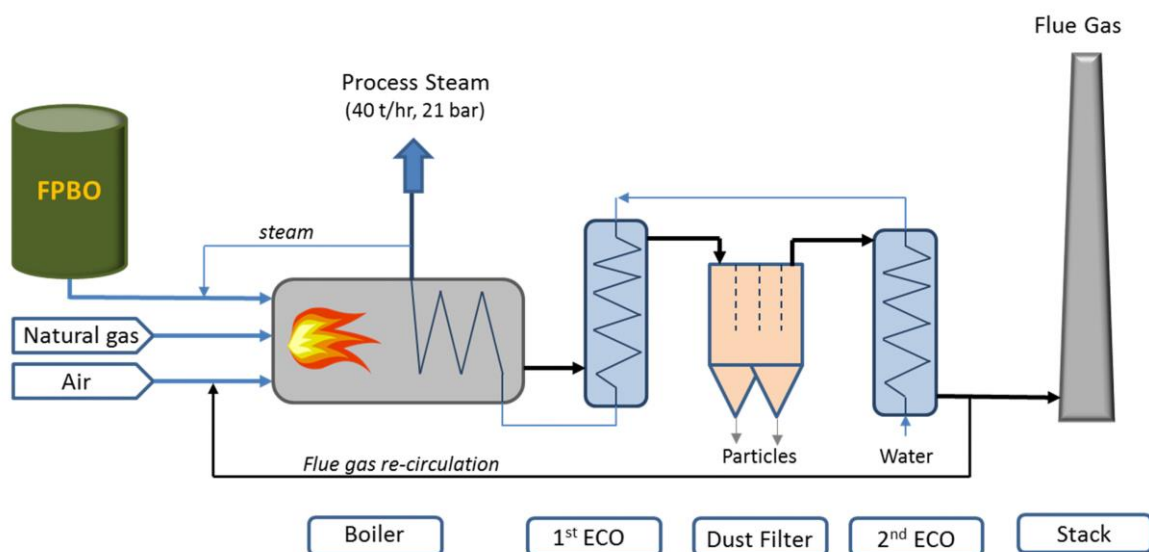 Flue Gas
Process Steam
(40 t/hr, 21 bar)
FPBO
steam
Natural gas
Air
Flue gas re-circulation
Particles
Water
Boiler
1st ECO
Dust Filter
2nd ECO
Stack